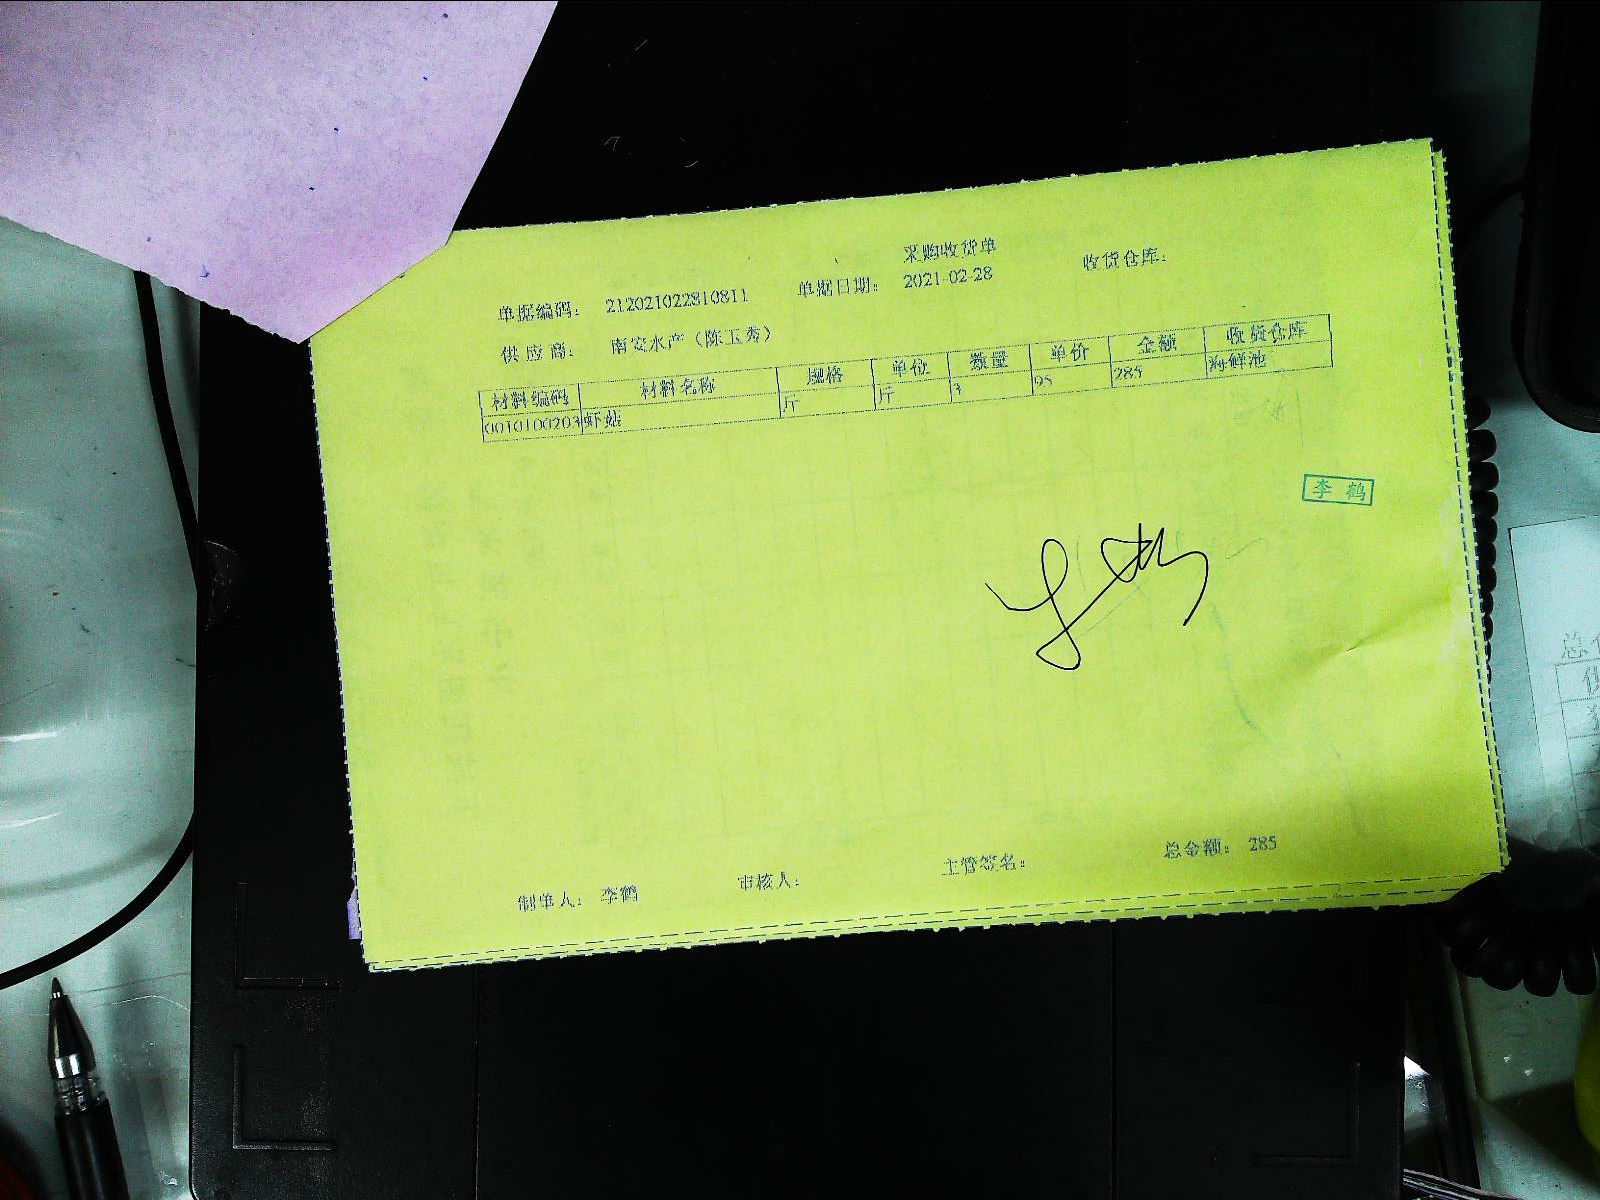 采购收货单
单据编码： 212021022810811 单据日期： 2021-02-28 收货仓库：
供 应 商： 南安水产（陈玉秀）
材料编码 材料名称 规格 单位 数量 单价 金额 收货仓库
0010100203 虾姑 斤 斤 3 95 285 海鲜池
李 鹤
制单人： 李鹤 审核人： 主管签名： 总金额： 285
总